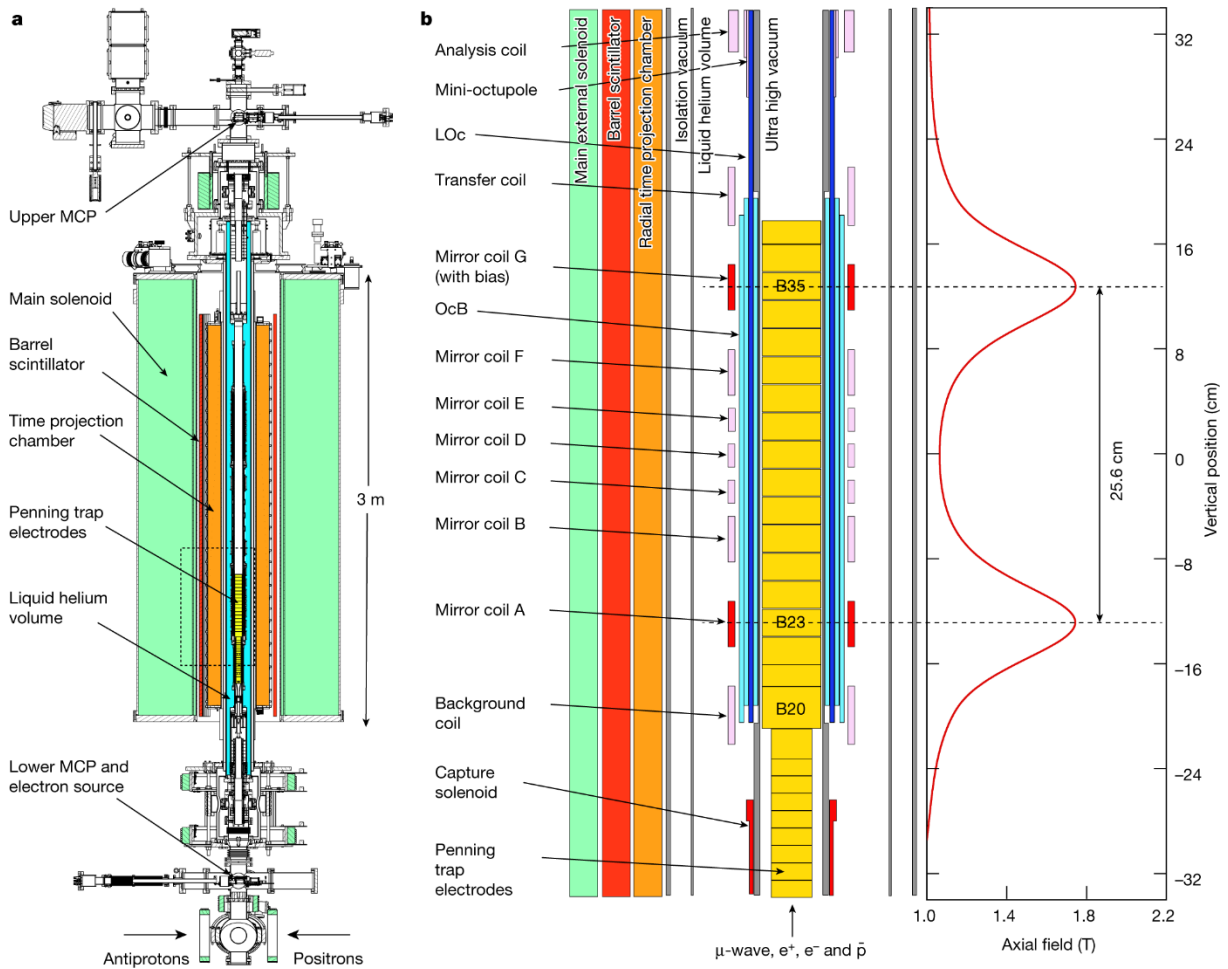 a
Upper MCP
Main solenoid
Barrel
scintillator
Time projection
chamber
Penning trap
electrodes
Liquid helium
volume
Lower MCP and
electron source
3 m
Antiprotons
Positrons
b
Analysis coil
Mini-octupole
LOc
Transfer coil
Mirror coil G
(with bias)
OcB
Mirror coil F
Mirror coil E
Mirror coil D
Mirror coil C
Mirror coil B
Mirror coil A
Background
coil
Capture
solenoid
Penning
trap
electrodes
Main external solenoid
Barrel scintillator
Radial time projection chamber
Isolation vacuum
Liquid helium volume
Ultra high vacuum
B35
B23
B20
μ-wave, e⁺, e⁻ and p̄
25.6 cm
32
24
16
8
0
−8
−16
−24
−32
Vertical position (cm)
1.0
1.4
1.8
2.2
Axial field (T)